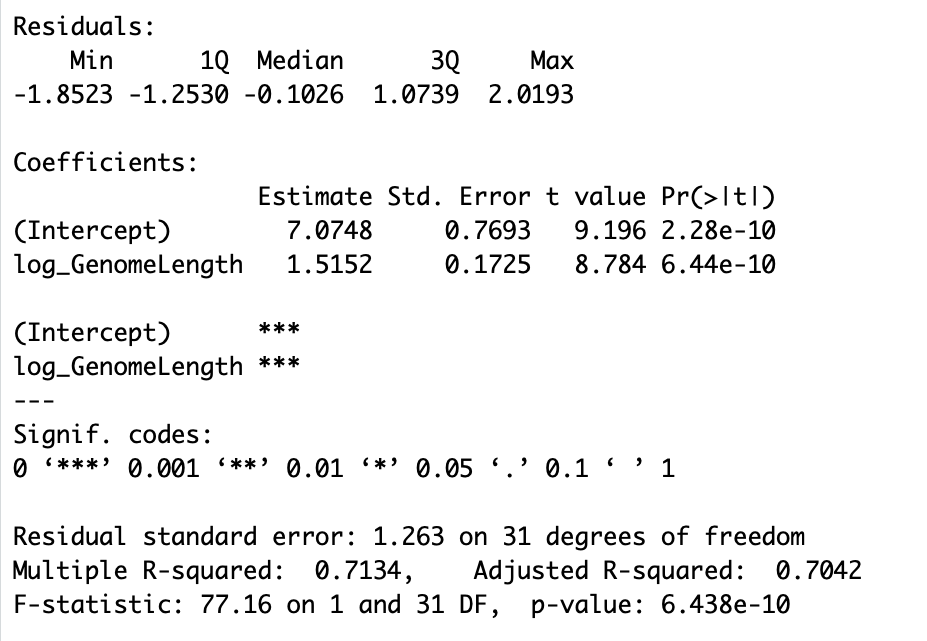 Residuals:
    Min      1Q  Median      3Q     Max
-1.8523 -1.2530 -0.1026  1.0739  2.0193

Coefficients:
                 Estimate Std. Error t value Pr(>|t|)
(Intercept)        7.0748     0.7693   9.196 2.28e-10
log_GenomeLength   1.5152     0.1725   8.784 6.44e-10

(Intercept)      ***
log_GenomeLength ***
---
Signif. codes:
0 ‘***’ 0.001 ‘**’ 0.01 ‘*’ 0.05 ‘.’ 0.1 ‘ ’ 1

Residual standard error: 1.263 on 31 degrees of freedom
Multiple R-squared:  0.7134,    Adjusted R-squared:  0.7042
F-statistic: 77.16 on 1 and 31 DF,  p-value: 6.438e-10